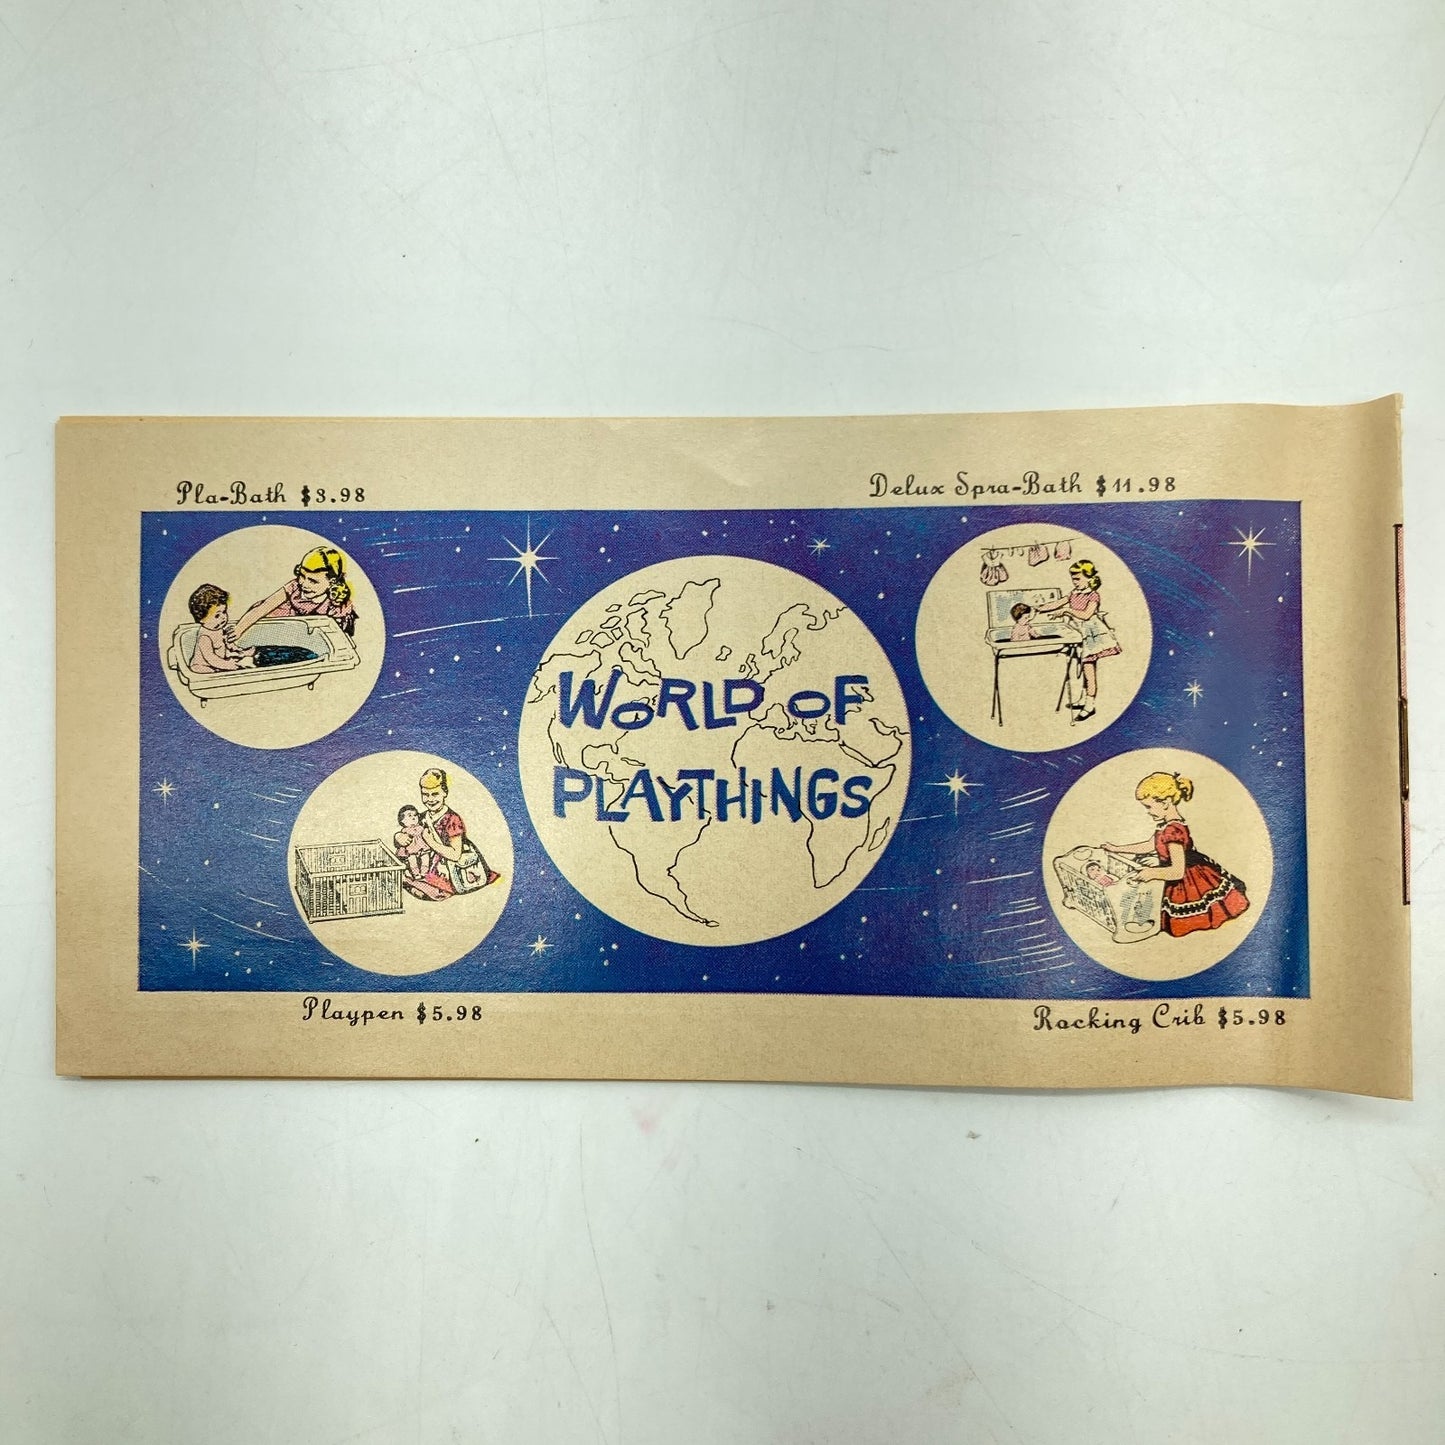 Pla-Bath $3.98
Delux Spra-Bath $11.98
WORLD OF
PLAYTHINGS
Playpen $5.98
Rocking Crib $5.98